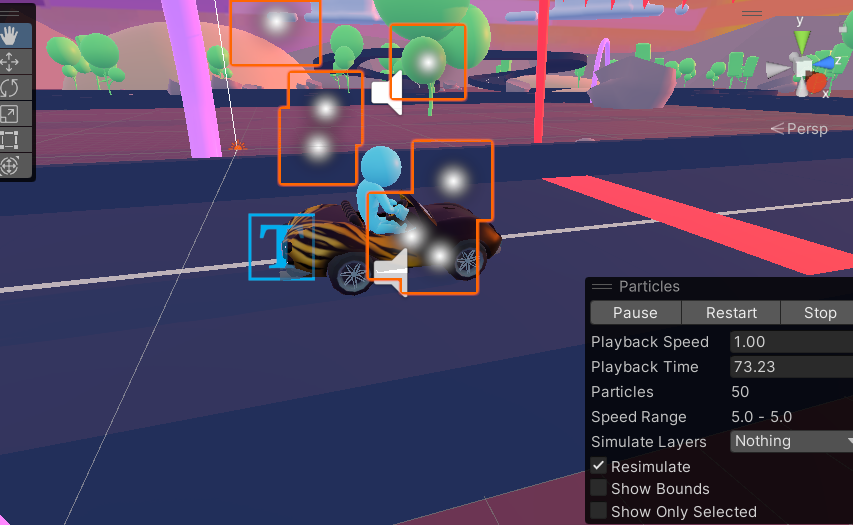 y
z
x
Persp
T
Particles
Pause Restart Stop
Playback Speed 1.00
Playback Time 73.23
Particles 50
Speed Range 5.0 - 5.0
Simulate Layers Nothing
Resimulate
Show Bounds
Show Only Selected